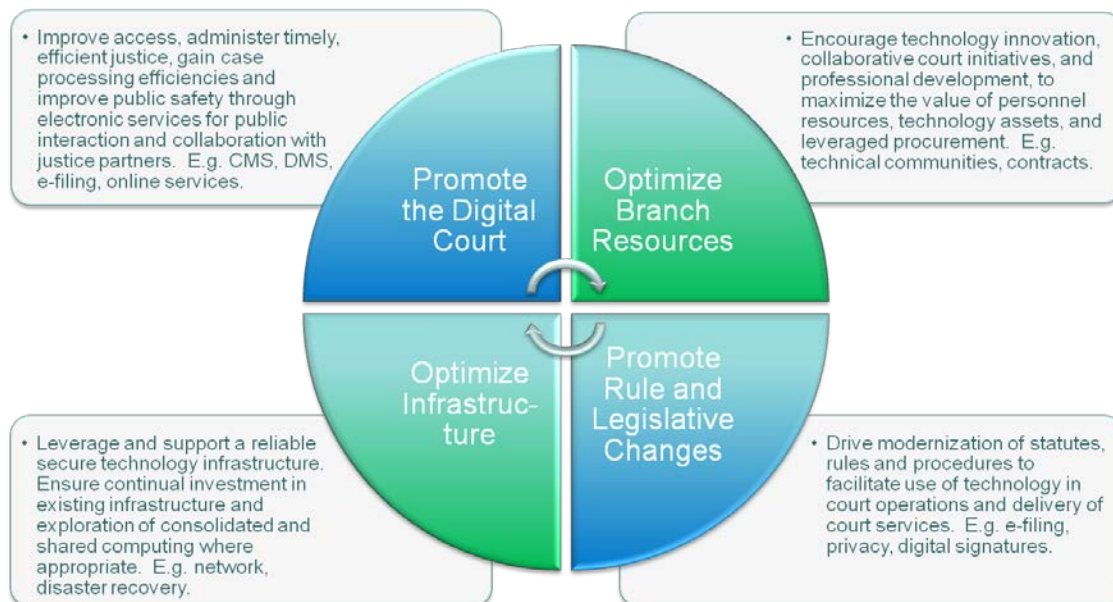 • Improve access, administer timely,
efficient justice, gain case
processing efficiencies and
improve public safety through
electronic services for public
interaction and collaboration with
justice partners.  E.g. CMS, DMS,
e-filing, online services.
Promote
the Digital
Court
Optimize
Branch
Resources
• Encourage technology innovation,
collaborative court initiatives, and
professional development, to
maximize the value of personnel
resources, technology assets, and
leveraged procurement.  E.g.
technical communities, contracts.
• Leverage and support a reliable
secure technology infrastructure.
Ensure continual investment in
existing infrastructure and
exploration of consolidated and
shared computing where
appropriate.  E.g. network,
disaster recovery.
Optimize
Infrastruc-
ture
Promote
Rule and
Legislative
Changes
• Drive modernization of statutes,
rules and procedures to
facilitate use of technology in
court operations and delivery of
court services.  E.g. e-filing,
privacy, digital signatures.